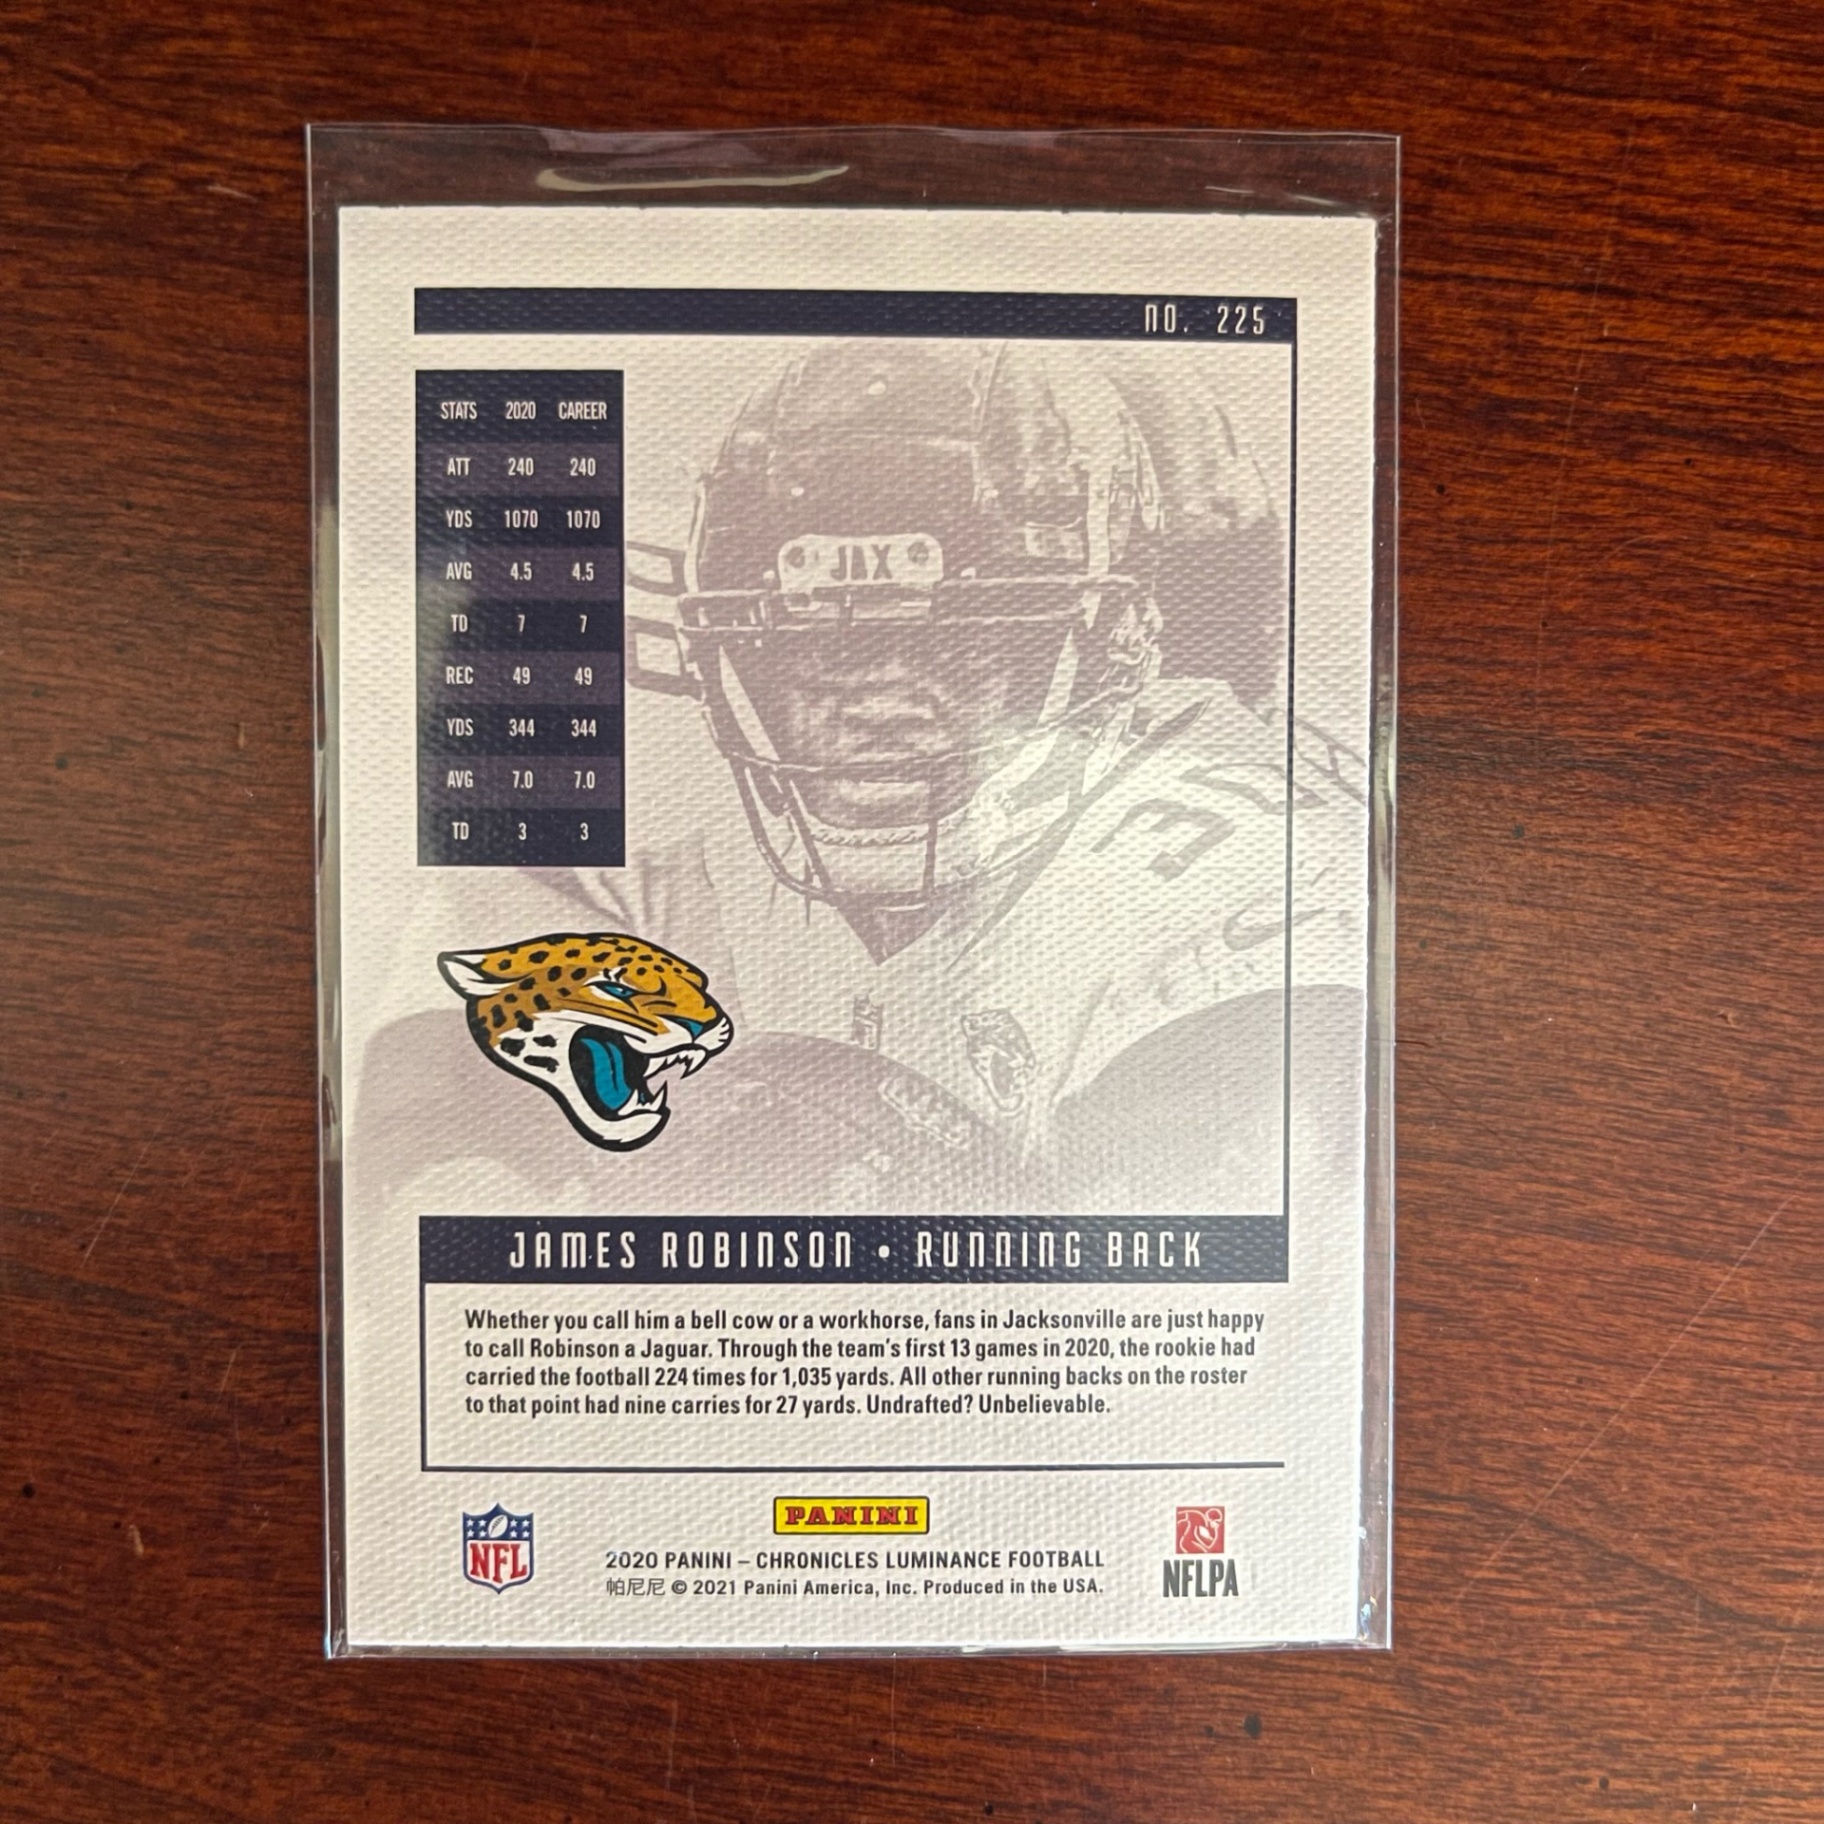 NO. 225
STATS 2020 CAREER
ATT 240 240
YDS 1070 1070
AVG 4.5 4.5
TD 7 7
REC 49 49
YDS 344 344
AVG 7.0 7.0
TD 3 3
JAX
JAMES ROBINSON • RUNNING BACK
Whether you call him a bell cow or a workhorse, fans in Jacksonville are just happy
to call Robinson a Jaguar. Through the team's first 13 games in 2020, the rookie had
carried the football 224 times for 1,035 yards. All other running backs on the roster
to that point had nine carries for 27 yards. Undrafted? Unbelievable.
NFL
PANINI
2020 PANINI – CHRONICLES LUMINANCE FOOTBALL
帕尼尼 © 2021 Panini America, Inc. Produced in the USA.
NFLPA